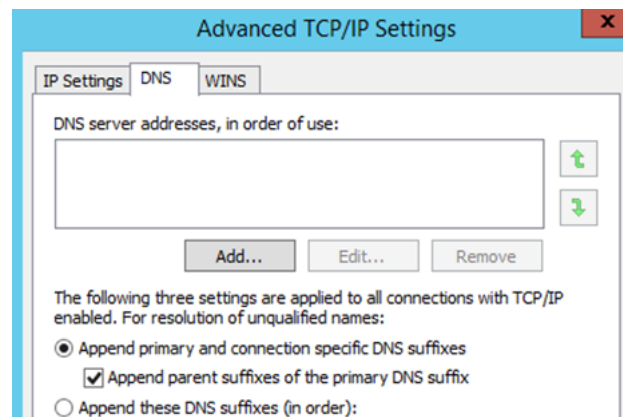 Advanced TCP/IP Settings
x
IP Settings DNS WINS
DNS server addresses, in order of use:
Add... Edit... Remove
The following three settings are applied to all connections with TCP/IP
enabled. For resolution of unqualified names:
Append primary and connection specific DNS suffixes
Append parent suffixes of the primary DNS suffix
Append these DNS suffixes (in order):